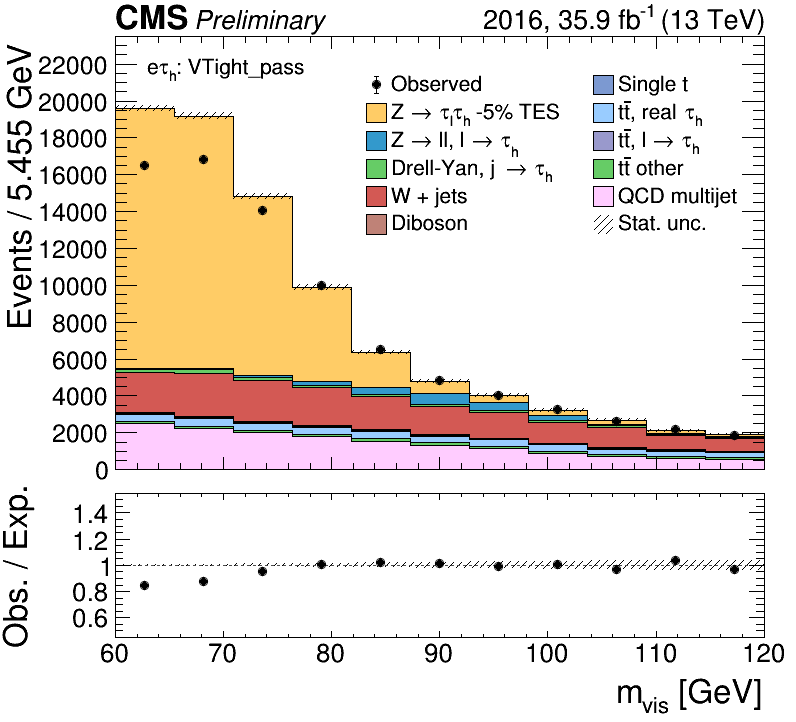 CMS Preliminary 2016, 35.9 fb⁻¹ (13 TeV)
eτh: VTight_pass
Observed
Z → τlτh -5% TES
Z → ll, l → τh
Drell-Yan, j → τh
W + jets
Diboson
Single t
tt̄, real τh
tt̄, l → τh
tt̄ other
QCD multijet
Stat. unc.
Events / 5.455 GeV
22000
20000
18000
16000
14000
12000
10000
8000
6000
4000
2000
0
Obs. / Exp.
1.4
1.2
1
0.8
0.6
60 70 80 90 100 110 120
mvis [GeV]